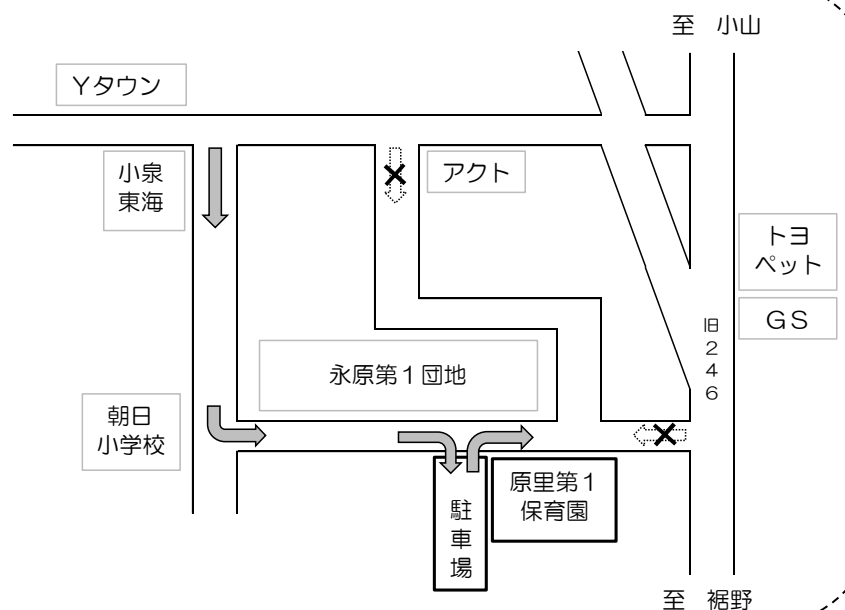 至　小山
Ｙタウン
小泉
東海
アクト
トヨ
ペット
ＧＳ
旧２４６
永原第１団地
朝日
小学校
原里第１
保育園
駐車場
至　裾野